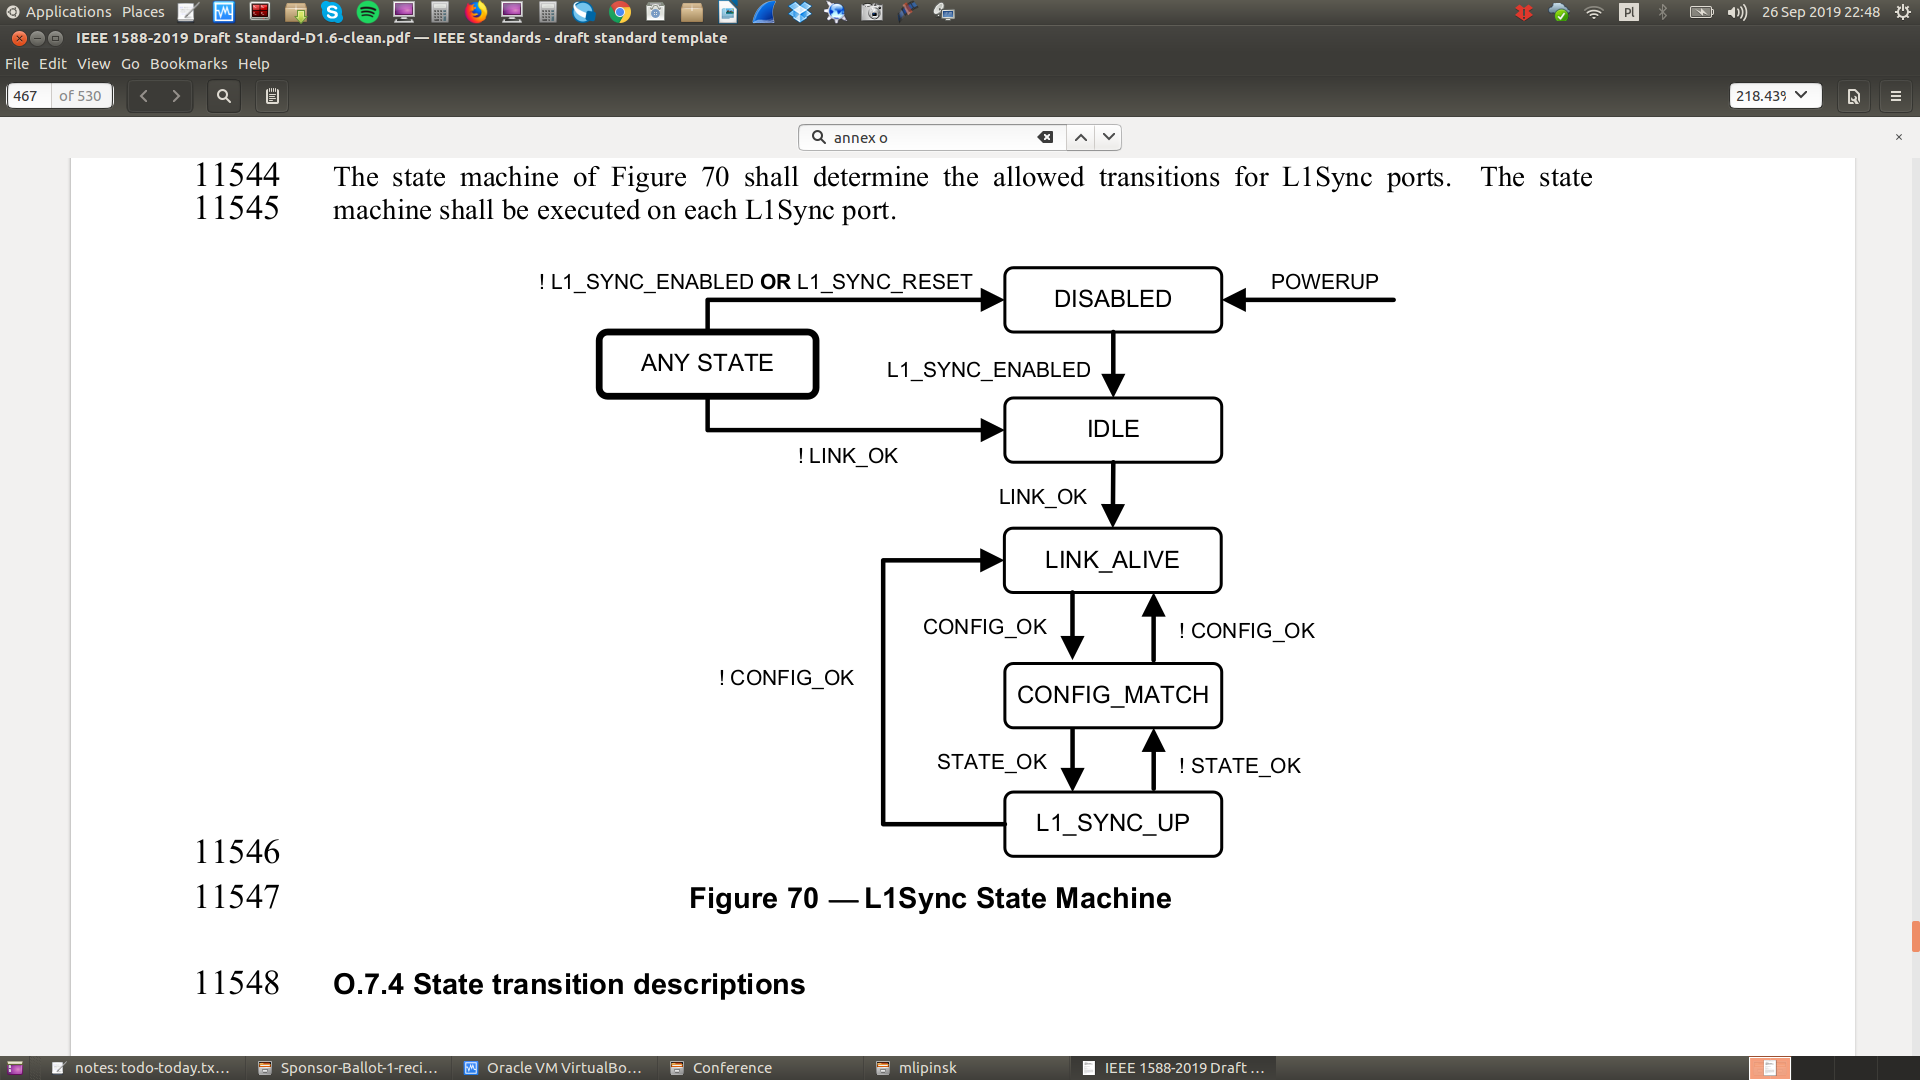 Applications Places
Pl
26 Sep 2019 22:48
IEEE 1588-2019 Draft Standard-D1.6-clean.pdf — IEEE Standards - draft standard template
File Edit View Go Bookmarks Help
467 of 530
218.43%
annex o
11544 The state machine of Figure 70 shall determine the allowed transitions for L1Sync ports. The state
11545 machine shall be executed on each L1Sync port.
! L1_SYNC_ENABLED OR L1_SYNC_RESET
DISABLED
POWERUP
ANY STATE
L1_SYNC_ENABLED
IDLE
! LINK_OK
LINK_OK
LINK_ALIVE
CONFIG_OK
! CONFIG_OK
! CONFIG_OK
CONFIG_MATCH
STATE_OK
! STATE_OK
L1_SYNC_UP
11546
11547 Figure 70 — L1Sync State Machine
11548 O.7.4 State transition descriptions
notes: todo-today.tx...
Sponsor-Ballot-1-reci...
Oracle VM VirtualBo...
Conference
mlipinsk
IEEE 1588-2019 Draft ...